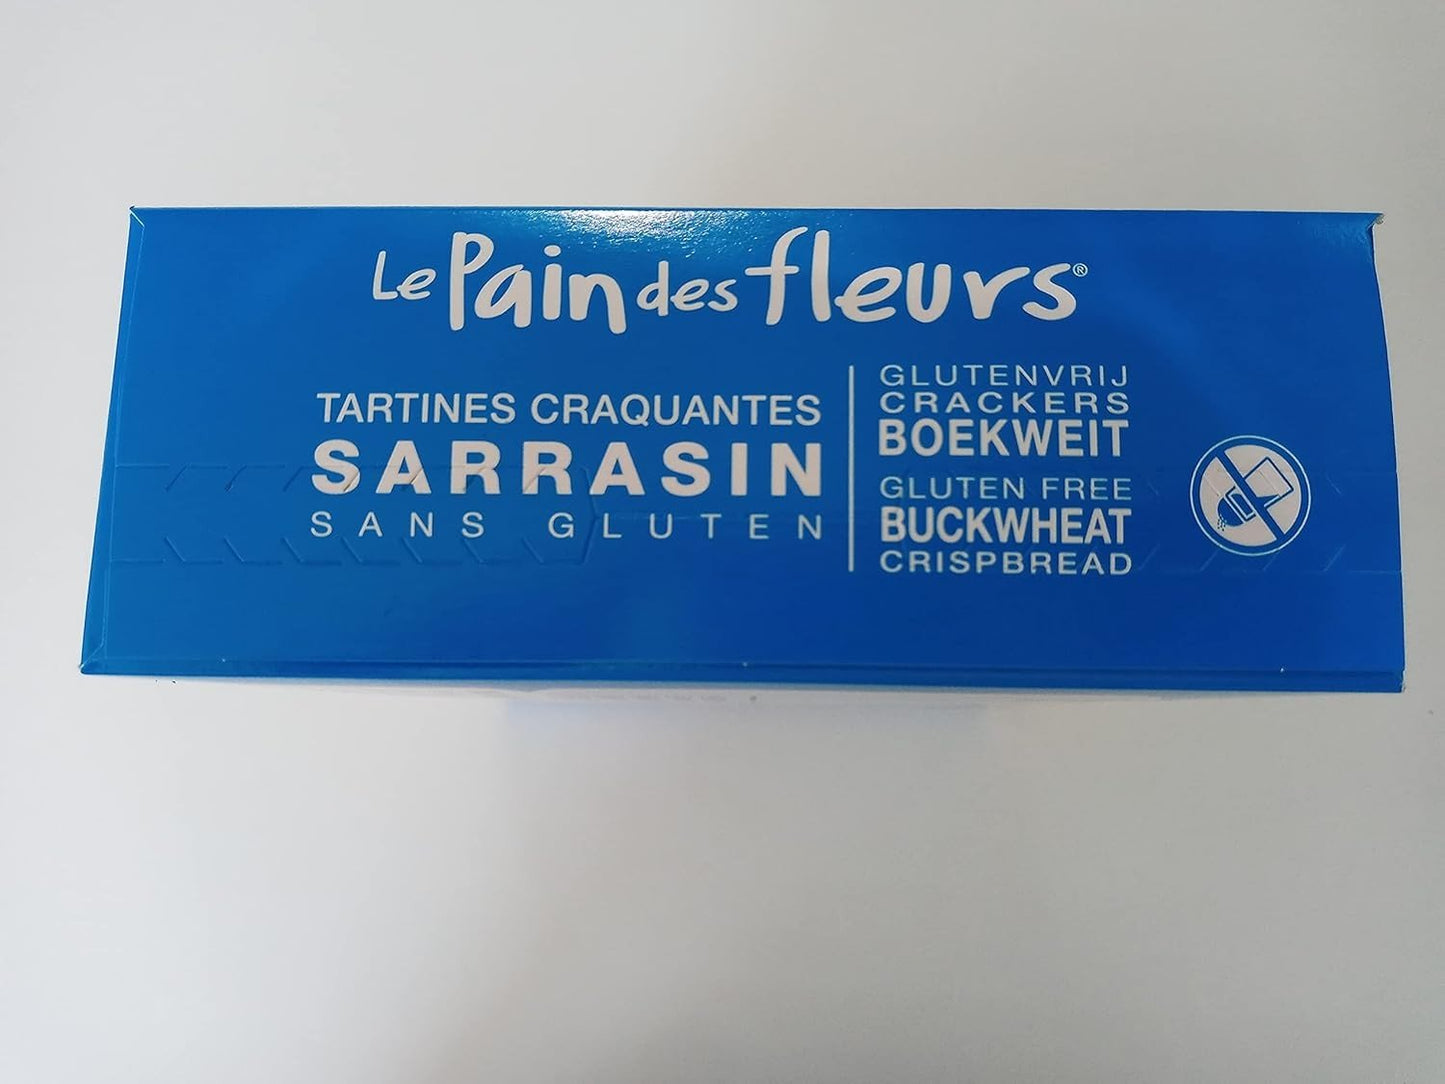 Le Pain des fleurs®
TARTINES CRAQUANTES
SARRASIN
SANS GLUTEN
GLUTENVRIJ
CRACKERS
BOEKWEIT
GLUTEN FREE
BUCKWHEAT
CRISPBREAD